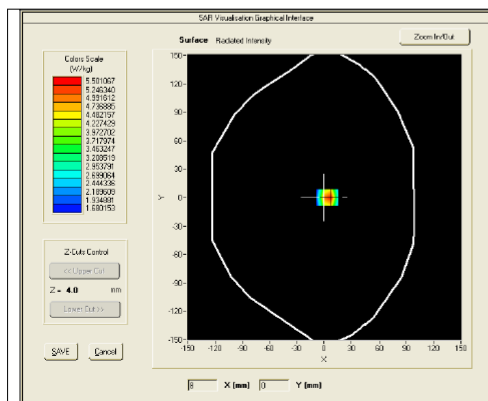 SAR Visualisation Graphical Interface
Surface Radiated Intensity
Zoom In/Out
Colors Scale
(W/kg)
5.501067
5.246340
4.991612
4.736885
4.482157
4.227429
3.972702
3.717974
3.463247
3.208519
2.953791
2.699064
2.444336
2.189609
1.934881
1.680153
150
120
90
60
30
0
-30
-60
-90
-120
-150
Y
-150 -120 -90 -60 -30 0 30 60 90 120 150
X
Z-Cuts Control
<< Upper Cut
Z = 4.0 mm
Lower Cut >>
SAVE Cancel
8 X (mm) 0 Y (mm)